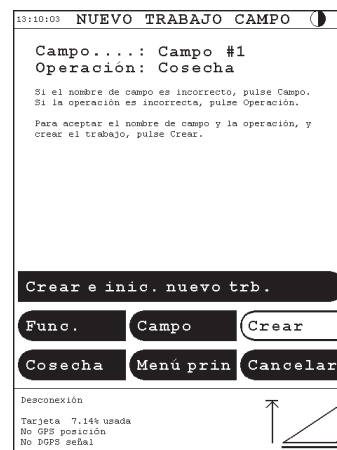 13:10:03 NUEVO TRABAJO CAMPO
Campo....: Campo #1
Operación: Cosecha
Si el nombre de campo es incorrecto, pulse Campo.
Si la operación es incorrecta, pulse Operación.
Para aceptar el nombre de campo y la operación, y
crear el trabajo, pulse Crear.
Crear e inic. nuevo trb.
Func. Campo Crear
Cosecha Menú prin Cancelar
Desconexión
Tarjeta 7.14% usada
No GPS posición
No DGPS señal